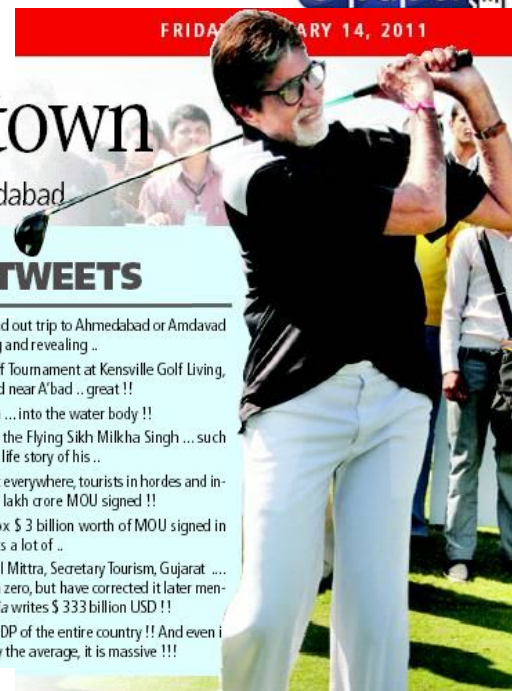 FRIDA ARY 14, 2011
town
dabad
TWEETS
d out trip to Ahmedabad or Amdavad
g and revealing ..
f Tournament at Kensville Golf Living,
d near A'bad .. great !!
... into the water body !!
the Flying Sikh Milkha Singh ... such
life story of his ..
everywhere, tourists in hordes and in-
lakh crore MOU signed !!
ox $ 3 billion worth of MOU signed in
s a lot of ..
l Mittra, Secretary Tourism, Gujarat ....
zero, but have corrected it later men-
ia writes $ 333 billion USD !!
DP of the entire country !! And even i
y the average, it is massive !!!